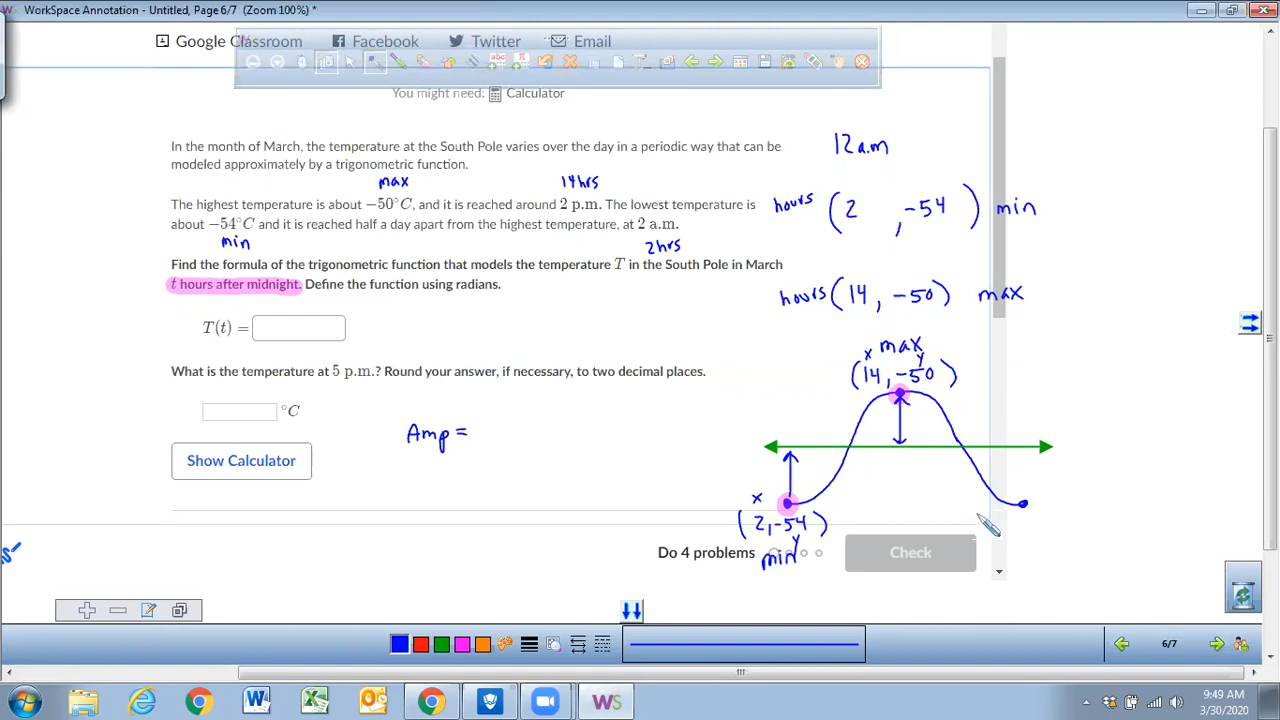 WorkSpace Annotation - Untitled, Page 6/7 (Zoom 100%) *
Google Classroom Facebook Twitter Email
You might need: Calculator
In the month of March, the temperature at the South Pole varies over the day in a periodic way that can be
modeled approximately by a trigonometric function.
12 a.m
max 14hrs
The highest temperature is about −50°C, and it is reached around 2 p.m. The lowest temperature is
hours (2 , -54) min
about −54°C and it is reached half a day apart from the highest temperature, at 2 a.m.
min 2hrs
Find the formula of the trigonometric function that models the temperature T in the South Pole in March
t hours after midnight. Define the function using radians.
hours (14, -50) max
T(t) =
max
x y
(14, -50)
What is the temperature at 5 p.m.? Round your answer, if necessary, to two decimal places.
°C
Amp =
Show Calculator
x
(2, -54)
y
min
Do 4 problems Check
6/7
W S
9:49 AM
3/30/2020